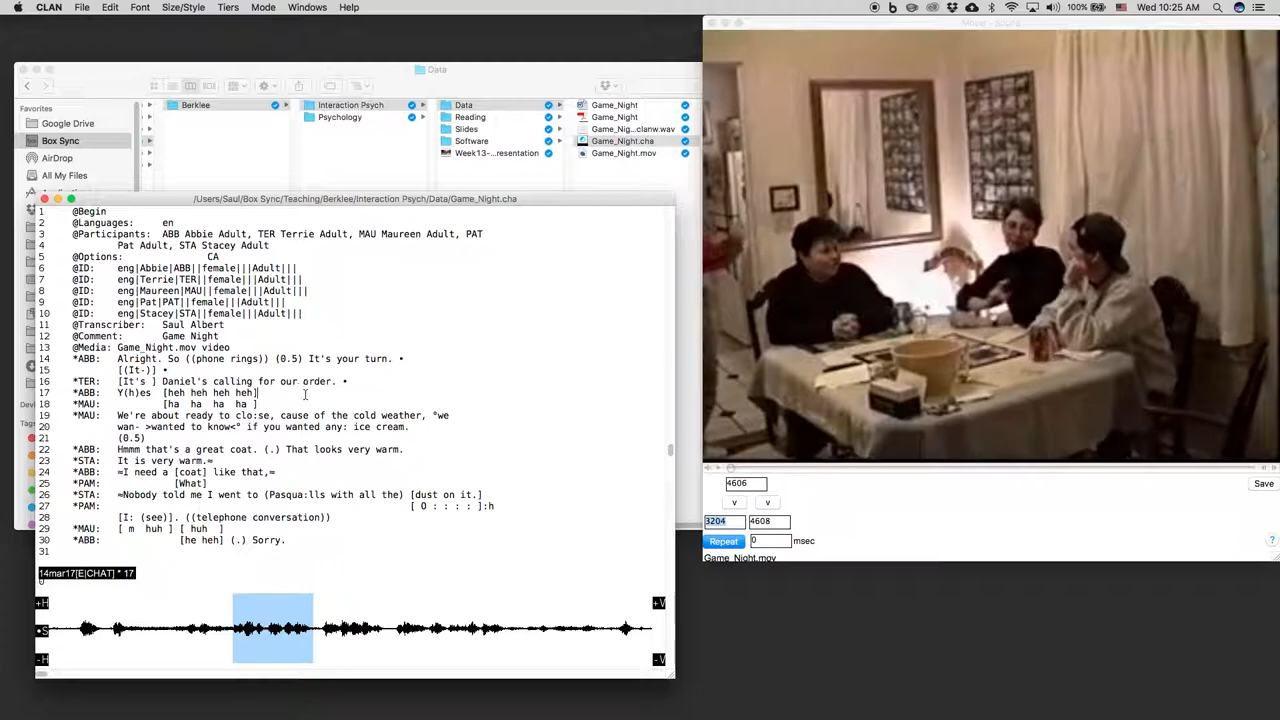 CLAN File Edit Font Size/Style Tiers Mode Windows Help 100% Wed 10:25 AM
Data
Favorites
Google Drive
Box Sync
AirDrop
All My Files
Berklee
Interaction Psych
Psychology
Data
Reading
Slides
Software
Week13-...resentation
Game_Night
Game_Night
Game_Nig...clanw.wav
Game_Night.cha
Game_Night.mov
/Users/Saul/Box Sync/Teaching/Berklee/Interaction Psych/Data/Game_Night.cha
1 @Begin
2 @Languages: en
3 @Participants: ABB Abbie Adult, TER Terrie Adult, MAU Maureen Adult, PAT
4 Pat Adult, STA Stacey Adult
5 @Options: CA
6 @ID: eng|Abbie|ABB||female|||Adult|||
7 @ID: eng|Terrie|TER||female|||Adult|||
8 @ID: eng|Maureen|MAU||female|||Adult|||
9 @ID: eng|Pat|PAT||female|||Adult|||
10 @ID: eng|Stacey|STA||female|||Adult|||
11 @Transcriber: Saul Albert
12 @Comment: Game Night
13 @Media: Game_Night.mov video
14 *ABB: Alright. So ((phone rings)) (0.5) It's your turn. •
15 [(It-)] •
16 *TER: [It's ] Daniel's calling for our order. •
17 *ABB: Y(h)es [heh heh heh heh]
18 *MAU: [ha ha ha ha ]
19 *MAU: We're about ready to clo:se, cause of the cold weather, °we
20 wan- >wanted to know<° if you wanted any: ice cream.
21 (0.5)
22 *ABB: Hmmm that's a great coat. (.) That looks very warm.
23 *STA: It is very warm.≈
24 *ABB: ≈I need a [coat] like that,≈
25 *PAM: [What]
26 *STA: ≈Nobody told me I went to (Pasqua:lls with all the) [dust on it.]
27 *PAM: [ O : : : : ]:h
28 [I: (see)]. ((telephone conversation))
29 *MAU: [ m huh ] [ huh ]
30 *ABB: [he heh] (.) Sorry.
31
14mar17[E|CHAT] * 17
0
+H
•S
-H
+V
-V
4606
v v
Save
3204 4608
Repeat 0 msec ?
Game_Night.mov